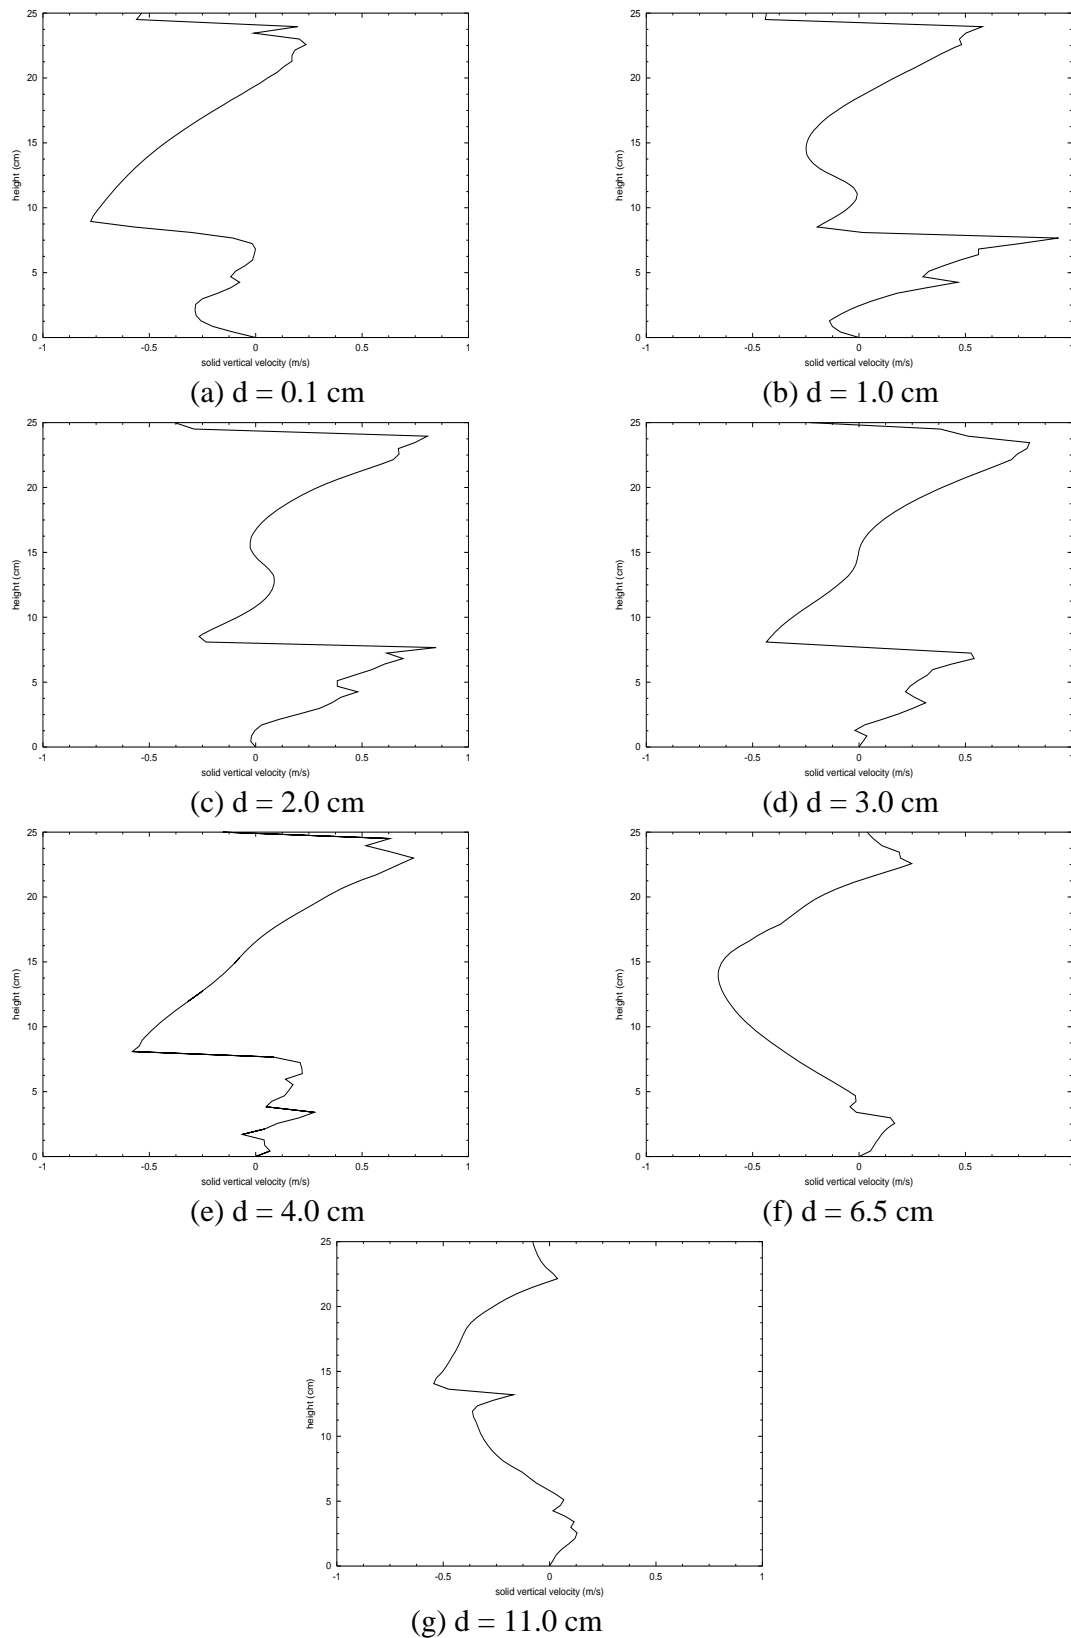 25
20
15
10
5
0
height (cm)
-1 -0.5 0 0.5 1
solid vertical velocity (m/s)
(a) d = 0.1 cm
25
20
15
10
5
0
height (cm)
-1 -0.5 0 0.5 1
solid vertical velocity (m/s)
(b) d = 1.0 cm
25
20
15
10
5
0
height (cm)
-1 -0.5 0 0.5 1
solid vertical velocity (m/s)
(c) d = 2.0 cm
25
20
15
10
5
0
height (cm)
-1 -0.5 0 0.5 1
solid vertical velocity (m/s)
(d) d = 3.0 cm
25
20
15
10
5
0
height (cm)
-1 -0.5 0 0.5 1
solid vertical velocity (m/s)
(e) d = 4.0 cm
25
20
15
10
5
0
height (cm)
-1 -0.5 0 0.5 1
solid vertical velocity (m/s)
(f) d = 6.5 cm
25
20
15
10
5
0
height (cm)
-1 -0.5 0 0.5 1
solid vertical velocity (m/s)
(g) d = 11.0 cm